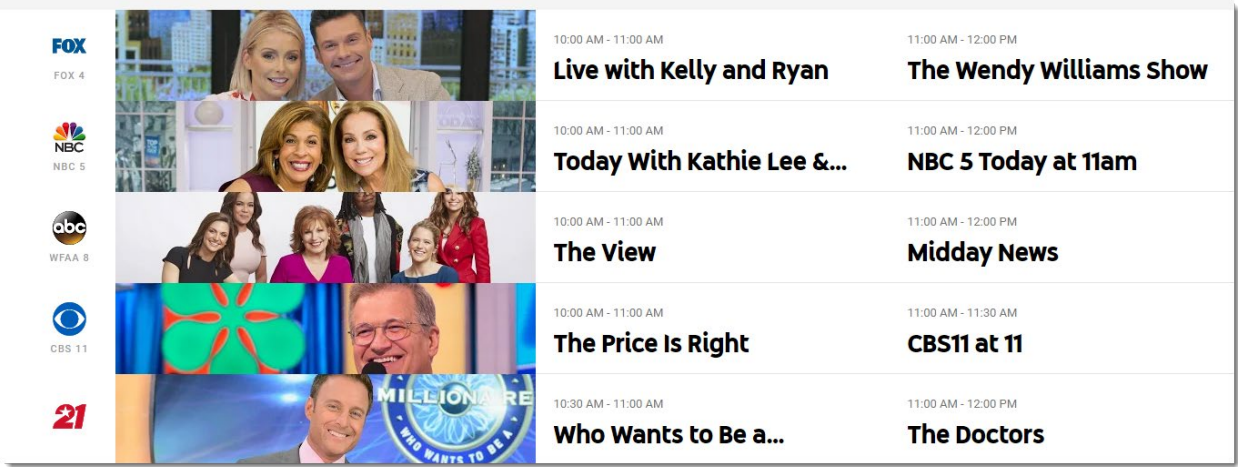 FOX
FOX 4
10:00 AM - 11:00 AM
Live with Kelly and Ryan
11:00 AM - 12:00 PM
The Wendy Williams Show
NBC
NBC 5
10:00 AM - 11:00 AM
Today With Kathie Lee &...
11:00 AM - 12:00 PM
NBC 5 Today at 11am
abc
WFAA 8
10:00 AM - 11:00 AM
The View
11:00 AM - 12:00 PM
Midday News
CBS 11
10:00 AM - 11:00 AM
The Price Is Right
11:00 AM - 11:30 AM
CBS11 at 11
21
MILLIONAIRE
WHO WANTS TO BE A
10:30 AM - 11:00 AM
Who Wants to Be a...
11:00 AM - 12:00 PM
The Doctors